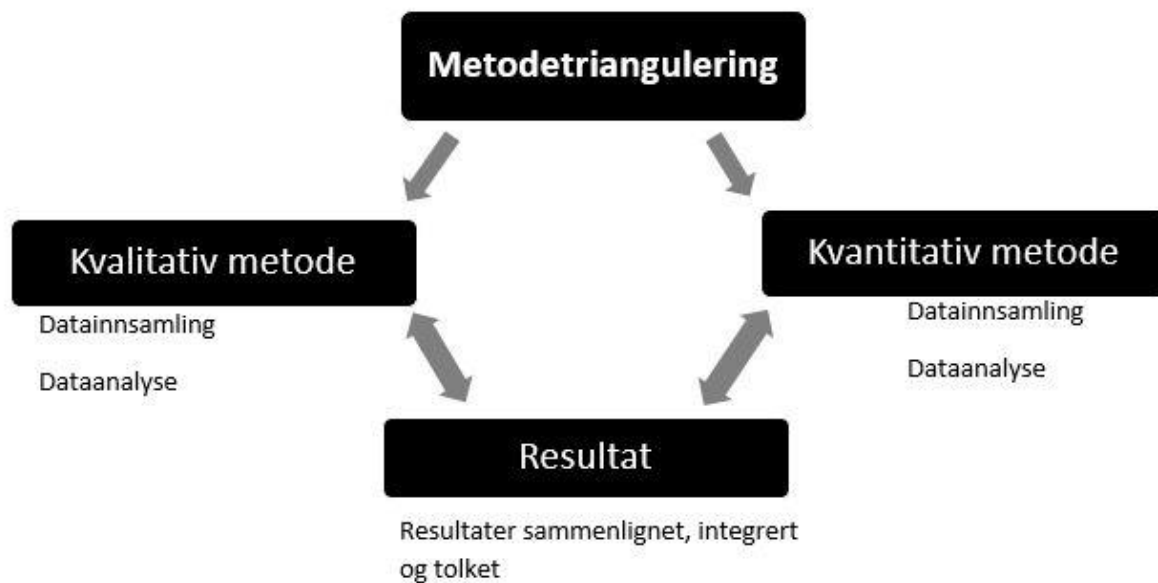 Metodetriangulering
Kvalitativ metode
Datainnsamling
Dataanalyse
Kvantitativ metode
Datainnsamling
Dataanalyse
Resultat
Resultater sammenlignet, integrert
og tolket